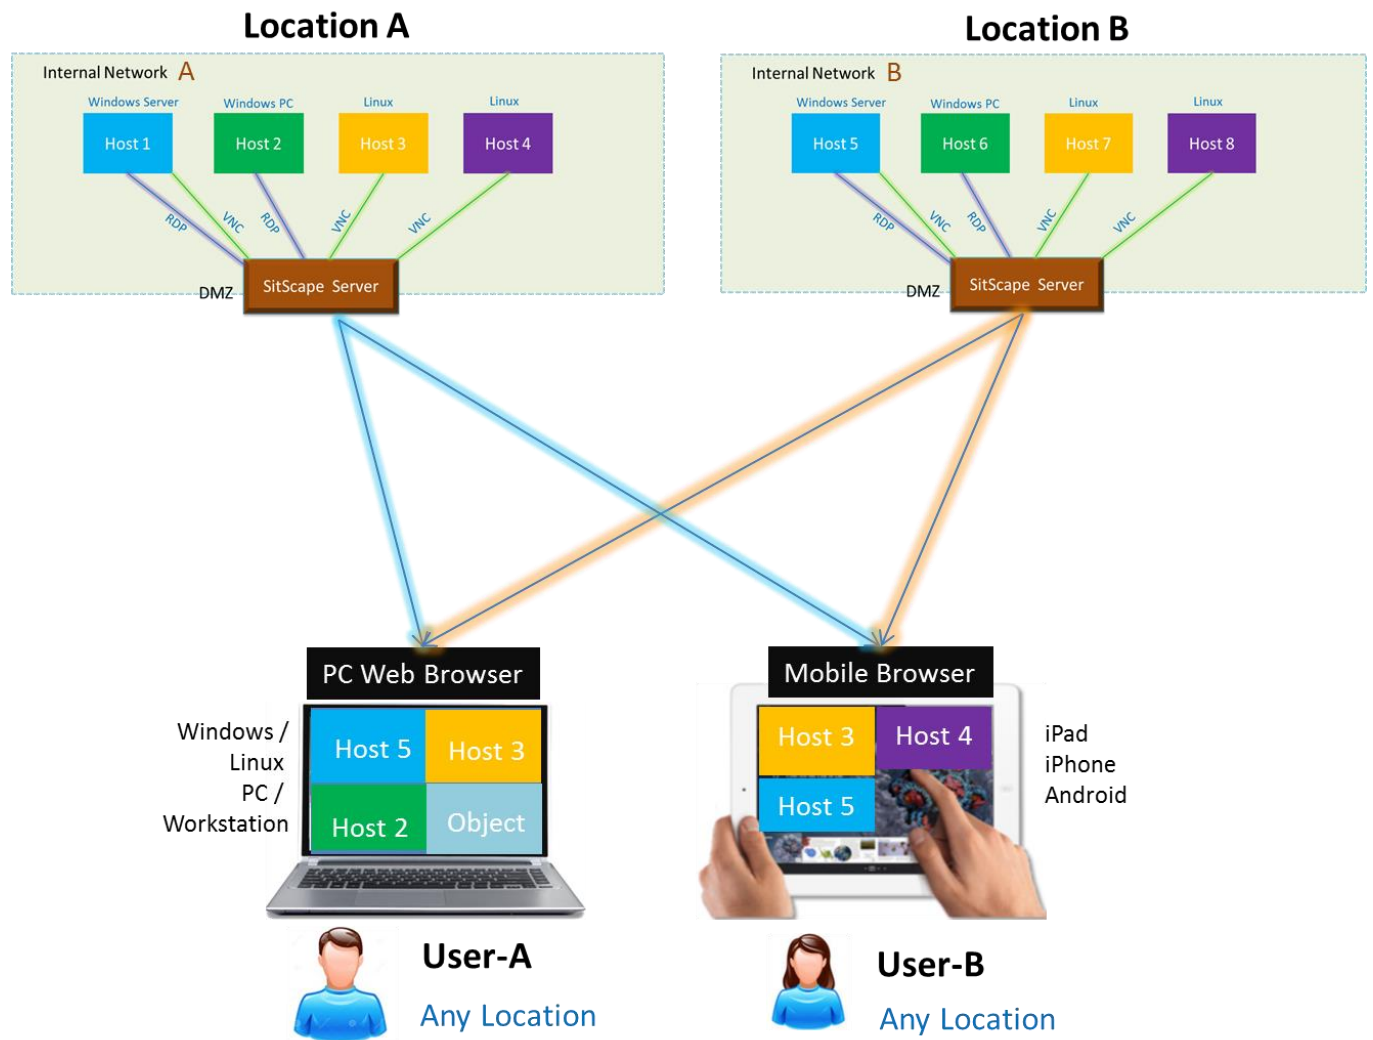 Location A
Location B
Internal Network A
Windows Server
Windows PC
Linux
Linux
Host 1
Host 2
Host 3
Host 4
RDP
VNC
RDP
VNC
VNC
DMZ
SitScape Server
Internal Network B
Windows Server
Windows PC
Linux
Linux
Host 5
Host 6
Host 7
Host 8
RDP
VNC
RDP
VNC
VNC
DMZ
SitScape Server
PC Web Browser
Windows /
Linux
PC /
Workstation
Host 5
Host 3
Host 2
Object
Mobile Browser
Host 3
Host 4
Host 5
iPad
iPhone
Android
User-A
Any Location
User-B
Any Location